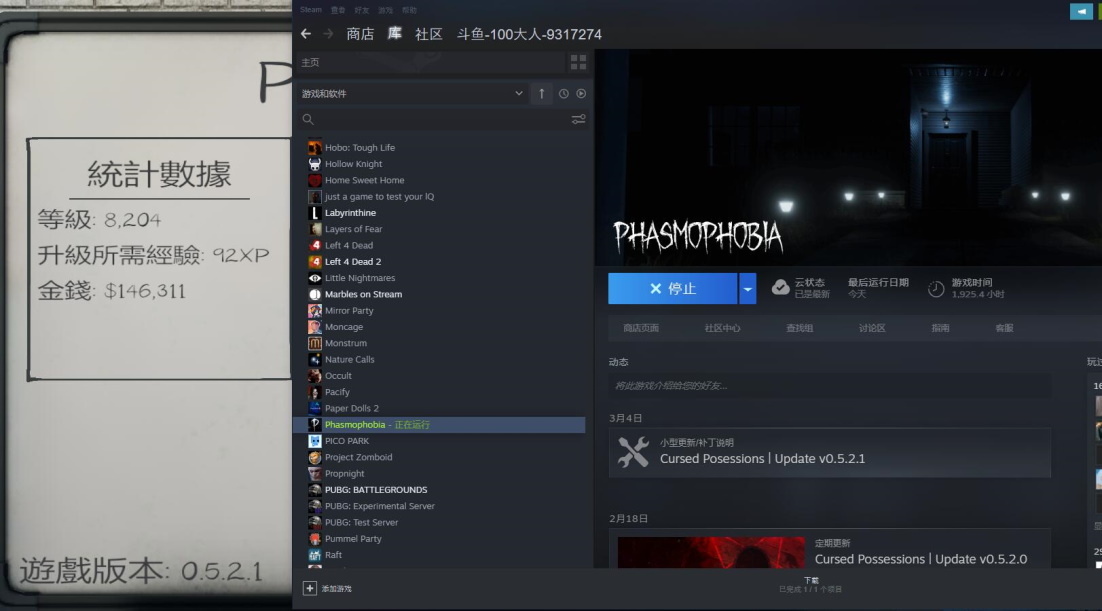 P
統計數據
等級: 8,204
升級所需經驗: 92XP
金錢: $146,311
遊戲版本: 0.5.2.1
Steam 查看 好友 游戏 帮助
商店 库 社区 斗鱼-100大人-9317274
主页
游戏和软件
Hobo: Tough Life
Hollow Knight
Home Sweet Home
just a game to test your IQ
Labyrinthine
Layers of Fear
Left 4 Dead
Left 4 Dead 2
Little Nightmares
Marbles on Stream
Mirror Party
Moncage
Monstrum
Nature Calls
Occult
Pacify
Paper Dolls 2
Phasmophobia - 正在运行
PICO PARK
Project Zomboid
Propnight
PUBG: BATTLEGROUNDS
PUBG: Experimental Server
PUBG: Test Server
Pummel Party
Raft
添加游戏
PHASMOPHOBIA
停止
云状态
已是最新
最后运行日期
今天
游戏时间
1,925.4 小时
商店页面 社区中心 查找组 讨论区 指南 客服
动态
将此游戏介绍给您的好友...
3月4日
小型更新/补丁说明
Cursed Posessions | Update v0.5.2.1
2月18日
定期更新
Cursed Possessions | Update v0.5.2.0
下载
已完成 1 / 1 个项目